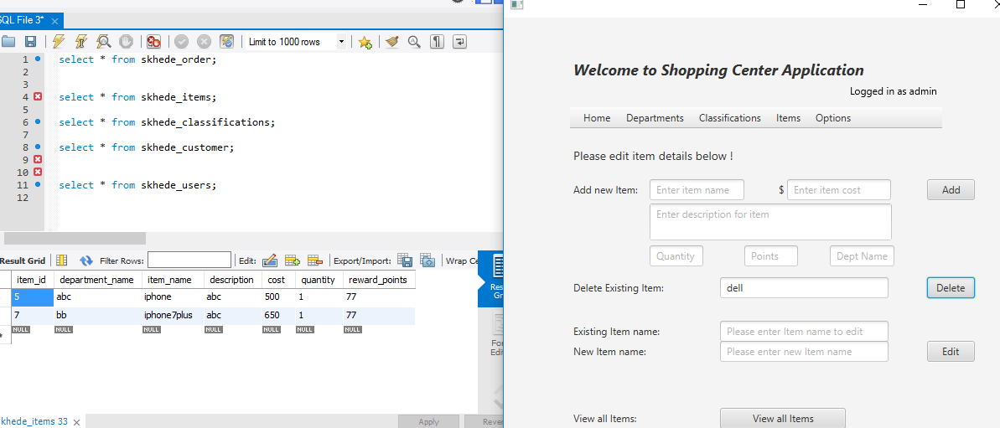 SQL File 3*
Limit to 1000 rows
1 select * from skhede_order;
2
3
4 select * from skhede_items;
5
6 select * from skhede_classifications;
7
8 select * from skhede_customer;
9
10
11 select * from skhede_users;
12
Result Grid Filter Rows: Edit: Export/Import: Wrap Ce
item_id department_name item_name description cost quantity reward_points
5 abc iphone abc 500 1 77
7 bb iphone7plus abc 650 1 77
NULL NULL NULL NULL NULL NULL NULL
Res
Gr
For
Edi
khede_items 33
Apply
Rever
Welcome to Shopping Center Application
Logged in as admin
Home Departments Classifications Items Options
Please edit item details below !
Add new Item: Enter item name $ Enter item cost Add
Enter description for item
Quantity Points Dept Name
Delete Existing Item: dell Delete
Existing Item name: Please enter Item name to edit
New Item name: Please enter new Item name Edit
View all Items: View all Items